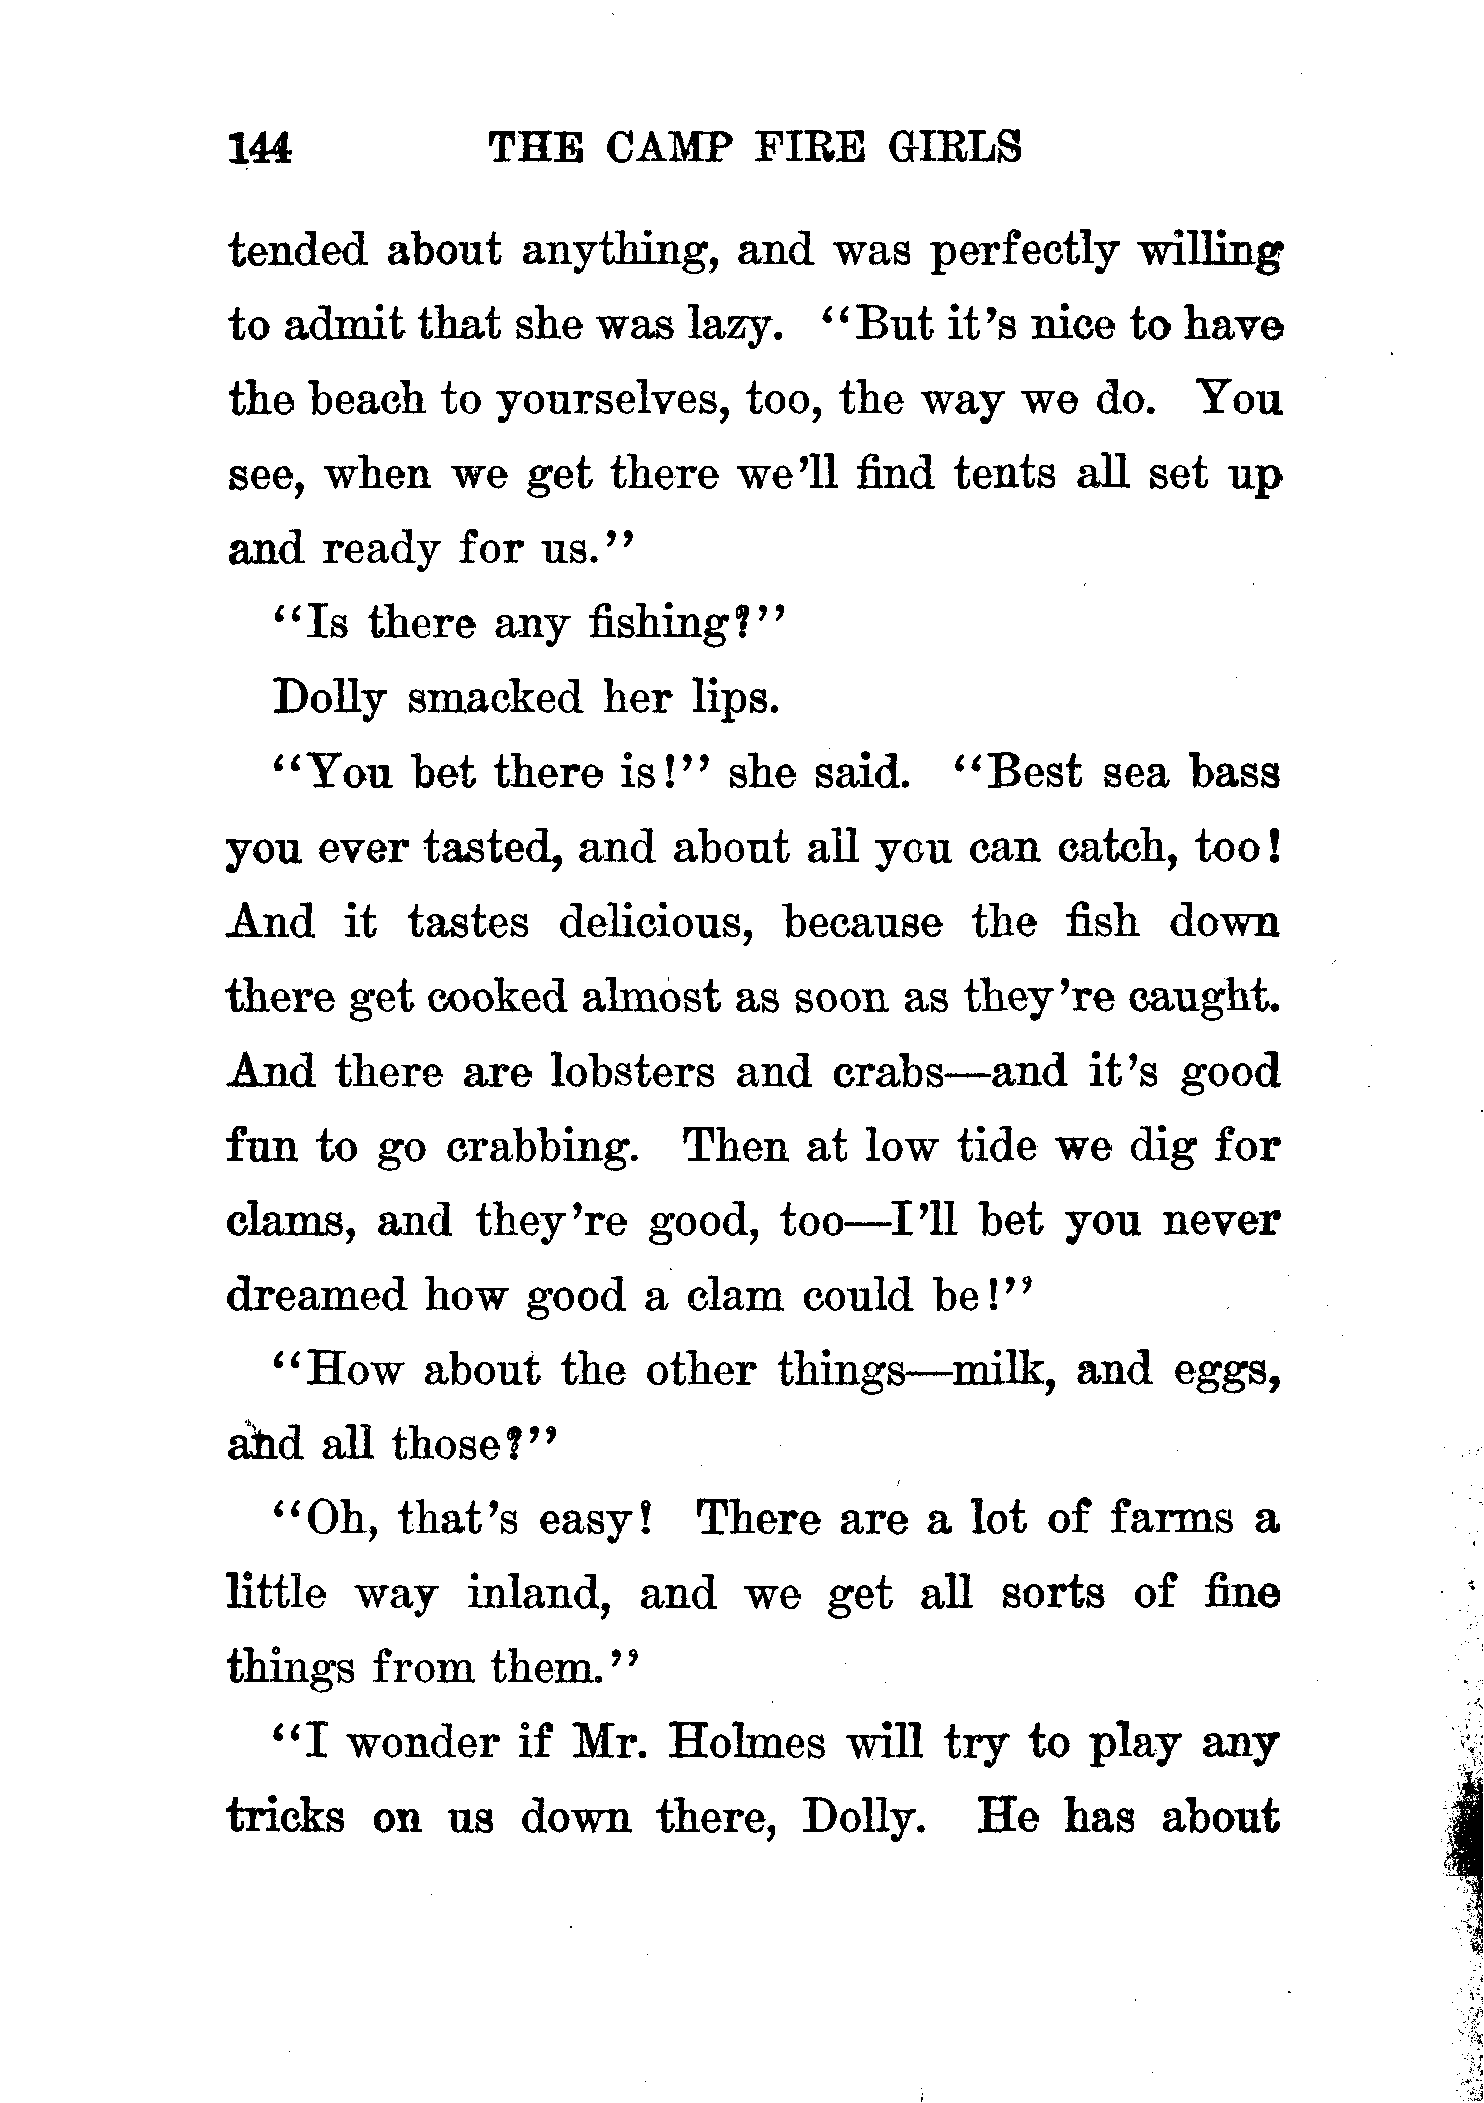 144 THE CAMP FIRE GIRLS
tended about anything, and was perfectly willing
to admit that she was lazy. "But it's nice to have
the beach to yourselves, too, the way we do. You
see, when we get there we'll find tents all set up
and ready for us."
"Is there any fishing?"
Dolly smacked her lips.
"You bet there is!" she said. "Best sea bass
you ever tasted, and about all you can catch, too!
And it tastes delicious, because the fish down
there get cooked almost as soon as they're caught.
And there are lobsters and crabs—and it's good
fun to go crabbing. Then at low tide we dig for
clams, and they're good, too—I'll bet you never
dreamed how good a clam could be!"
"How about the other things—milk, and eggs,
and all those?"
"Oh, that's easy! There are a lot of farms a
little way inland, and we get all sorts of fine
things from them."
"I wonder if Mr. Holmes will try to play any
tricks on us down there, Dolly. He has about